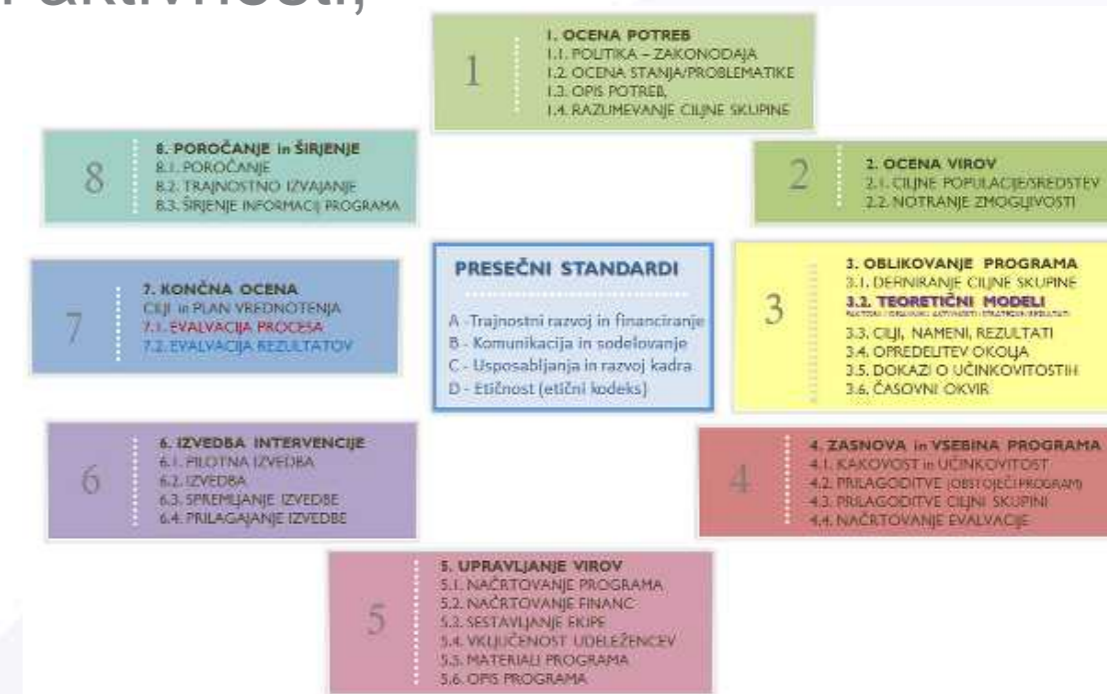 aktivnosti,
1
1. OCENA POTREB
1.1. POLITIKA – ZAKONODAJA
1.2. OCENA STANJA/PROBLEMATIKE
1.3. OPIS POTREB,
1.4. RAZUMEVANJE CILJNE SKUPINE
2
2. OCENA VIROV
2.1. CILJNE POPULACIJE/SREDSTEV
2.2. NOTRANJE ZMOGLJIVOSTI
3
3. OBLIKOVANJE PROGRAMA
3.1. DEFINIRANJE CILJNE SKUPINE
3.2. TEORETIČNI MODELI
3.3. CILJI, NAMENI, REZULTATI
3.4. OPREDELITEV OKOLJA
3.5. DOKAZI O UČINKOVITOSTIH
3.6. ČASOVNI OKVIR
4
4. ZASNOVA in VSEBINA PROGRAMA
4.1. KAKOVOST in UČINKOVITOST
4.2. PRILAGODITVE (OBSTOJEČI PROGRAM)
4.3. PRILAGODITVE CILJNI SKUPINI
4.4. NAČRTOVANJE EVALVACIJE
5
5. UPRAVLJANJE VIROV
5.1. NAČRTOVANJE PROGRAMA
5.2. NAČRTOVANJE FINANC
5.3. SESTAVLJANJE EKIPE
5.4. VKLJUČENOST UDELEŽENCEV
5.5. MATERIALI PROGRAMA
5.6. OPIS PROGRAMA
6
6. IZVEDBA INTERVENCIJE
6.1. PILOTNA IZVEDBA
6.2. IZVEDBA
6.3. SPREMLJANJE IZVEDBE
6.4. PRILAGAJANJE IZVEDBE
7
7. KONČNA OCENA
CILJI in PLAN VREDNOTENJA
7.1. EVALVACIJA PROCESA
7.2. EVALVACIJA REZULTATOV
8
8. POROČANJE in ŠIRJENJE
8.1. POROČANJE
8.2. TRAJNOSTNO IZVAJANJE
8.3. ŠIRJENJE INFORMACIJ PROGRAMA
PRESEČNI STANDARDI
A - Trajnostni razvoj in financiranje
B - Komunikacija in sodelovanje
C - Usposabljanja in razvoj kadra
D - Etičnost (etični kodeks)